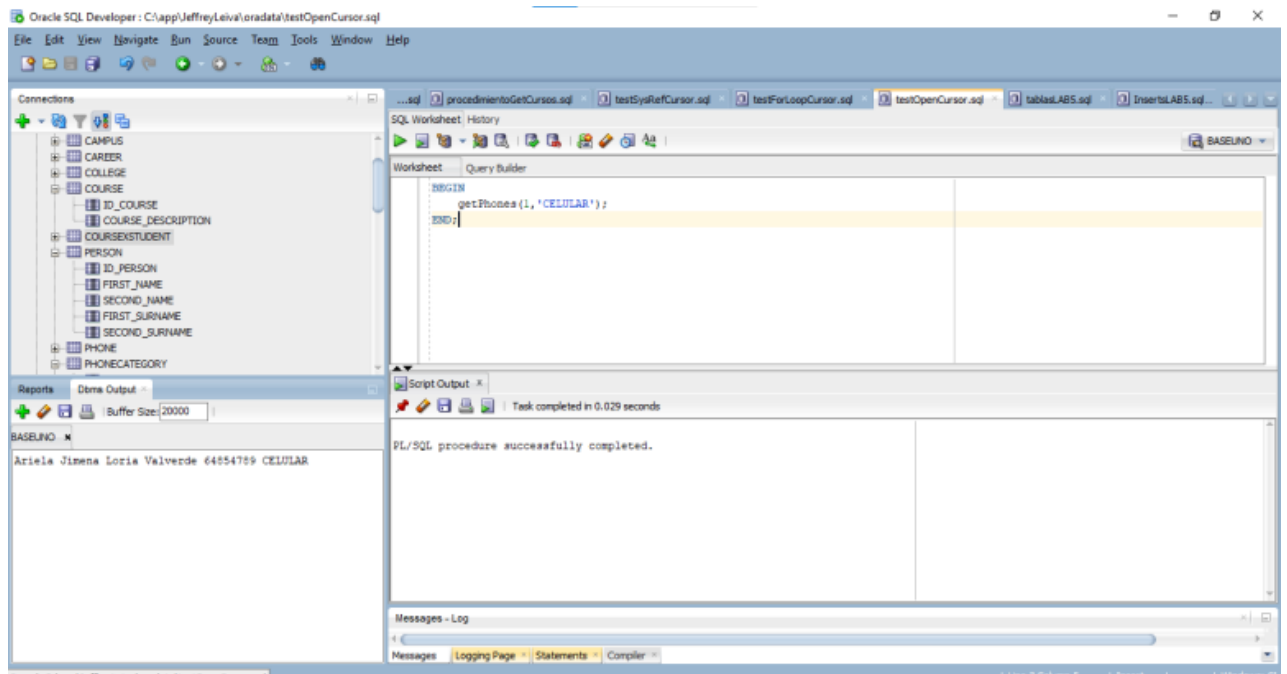 Oracle SQL Developer : C:\app\JeffreyLeiva\oradata\testOpenCursor.sql
File Edit View Navigate Run Source Team Tools Window Help
Connections
CAMPUS
CAREER
COLLEGE
COURSE
ID_COURSE
COURSE_DESCRIPTION
COURSEXSTUDENT
PERSON
ID_PERSON
FIRST_NAME
SECOND_NAME
FIRST_SURNAME
SECOND_SURNAME
PHONE
PHONECATEGORY
Reports Dbms Output
Buffer Size: 20000
BASEUNO
Ariela Jimena Loria Valverde 64854789 CELULAR
...sql procedimientoGetCursos.sql testSysRefCursor.sql testForLoopCursor.sql testOpenCursor.sql tablasLAB5.sql InsertsLAB5.sql...
SQL Worksheet History
BASEUNO
Worksheet Query Builder
BEGIN
getPhones(1,'CELULAR');
END;
Script Output
Task completed in 0.029 seconds
PL/SQL procedure successfully completed.
Messages - Log
Messages Logging Page Statements Compiler